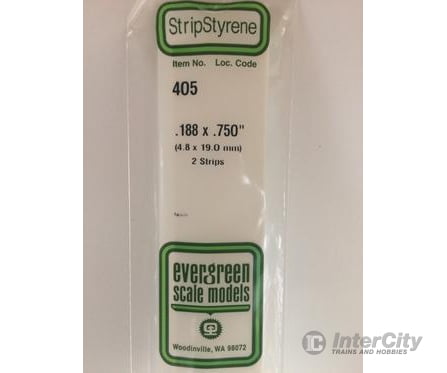 StripStyrene
Item No. Loc. Code
405
.188 x .750"
(4.8 x 19.0 mm)
2 Strips
evergreen
scale models
Woodinville, WA 98072
InterCity
TRAINS AND HOBBIES